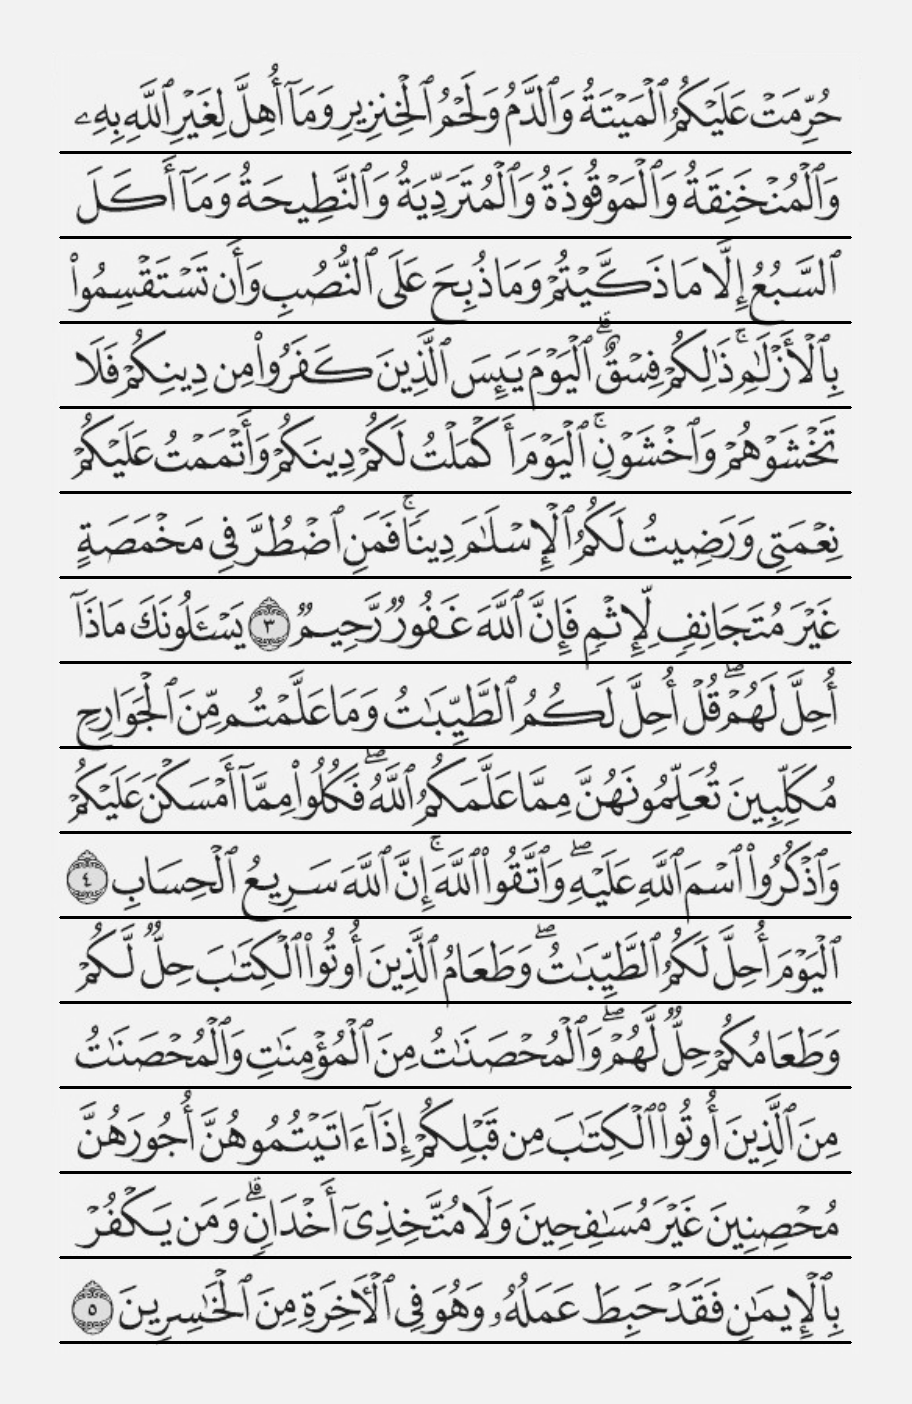 حُرِّمَتْ عَلَيْكُمُ ٱلْمَيْتَةُ وَٱلدَّمُ وَلَحْمُ ٱلْخِنزِيرِ وَمَآ أُهِلَّ لِغَيْرِ ٱللَّهِ بِهِۦ
وَٱلْمُنْخَنِقَةُ وَٱلْمَوْقُوذَةُ وَٱلْمُتَرَدِّيَةُ وَٱلنَّطِيحَةُ وَمَآ أَكَلَ
ٱلسَّبُعُ إِلَّا مَا ذَكَّيْتُمْ وَمَا ذُبِحَ عَلَى ٱلنُّصُبِ وَأَن تَسْتَقْسِمُوا۟
بِٱلْأَزْلَٰمِ ۚ ذَٰلِكُمْ فِسْقٌ ۗ ٱلْيَوْمَ يَئِسَ ٱلَّذِينَ كَفَرُوا۟ مِن دِينِكُمْ فَلَا
تَخْشَوْهُمْ وَٱخْشَوْنِ ۚ ٱلْيَوْمَ أَكْمَلْتُ لَكُمْ دِينَكُمْ وَأَتْمَمْتُ عَلَيْكُمْ
نِعْمَتِى وَرَضِيتُ لَكُمُ ٱلْإِسْلَٰمَ دِينًا ۚ فَمَنِ ٱضْطُرَّ فِى مَخْمَصَةٍ
غَيْرَ مُتَجَانِفٍ لِّإِثْمٍ فَإِنَّ ٱللَّهَ غَفُورٌ رَّحِيمٌ ٣ يَسْـَٔلُونَكَ مَاذَآ
أُحِلَّ لَهُمْ ۖ قُلْ أُحِلَّ لَكُمُ ٱلطَّيِّبَٰتُ وَمَا عَلَّمْتُم مِّنَ ٱلْجَوَارِحِ
مُكَلِّبِينَ تُعَلِّمُونَهُنَّ مِمَّا عَلَّمَكُمُ ٱللَّهُ ۖ فَكُلُوا۟ مِمَّآ أَمْسَكْنَ عَلَيْكُمْ
وَٱذْكُرُوا۟ ٱسْمَ ٱللَّهِ عَلَيْهِ ۖ وَٱتَّقُوا۟ ٱللَّهَ ۚ إِنَّ ٱللَّهَ سَرِيعُ ٱلْحِسَابِ ٤
ٱلْيَوْمَ أُحِلَّ لَكُمُ ٱلطَّيِّبَٰتُ ۖ وَطَعَامُ ٱلَّذِينَ أُوتُوا۟ ٱلْكِتَٰبَ حِلٌّ لَّكُمْ
وَطَعَامُكُمْ حِلٌّ لَّهُمْ ۖ وَٱلْمُحْصَنَٰتُ مِنَ ٱلْمُؤْمِنَٰتِ وَٱلْمُحْصَنَٰتُ
مِنَ ٱلَّذِينَ أُوتُوا۟ ٱلْكِتَٰبَ مِن قَبْلِكُمْ إِذَآ ءَاتَيْتُمُوهُنَّ أُجُورَهُنَّ
مُحْصِنِينَ غَيْرَ مُسَٰفِحِينَ وَلَا مُتَّخِذِىٓ أَخْدَانٍ ۗ وَمَن يَكْفُرْ
بِٱلْإِيمَٰنِ فَقَدْ حَبِطَ عَمَلُهُۥ وَهُوَ فِى ٱلْءَاخِرَةِ مِنَ ٱلْخَٰسِرِينَ ٥